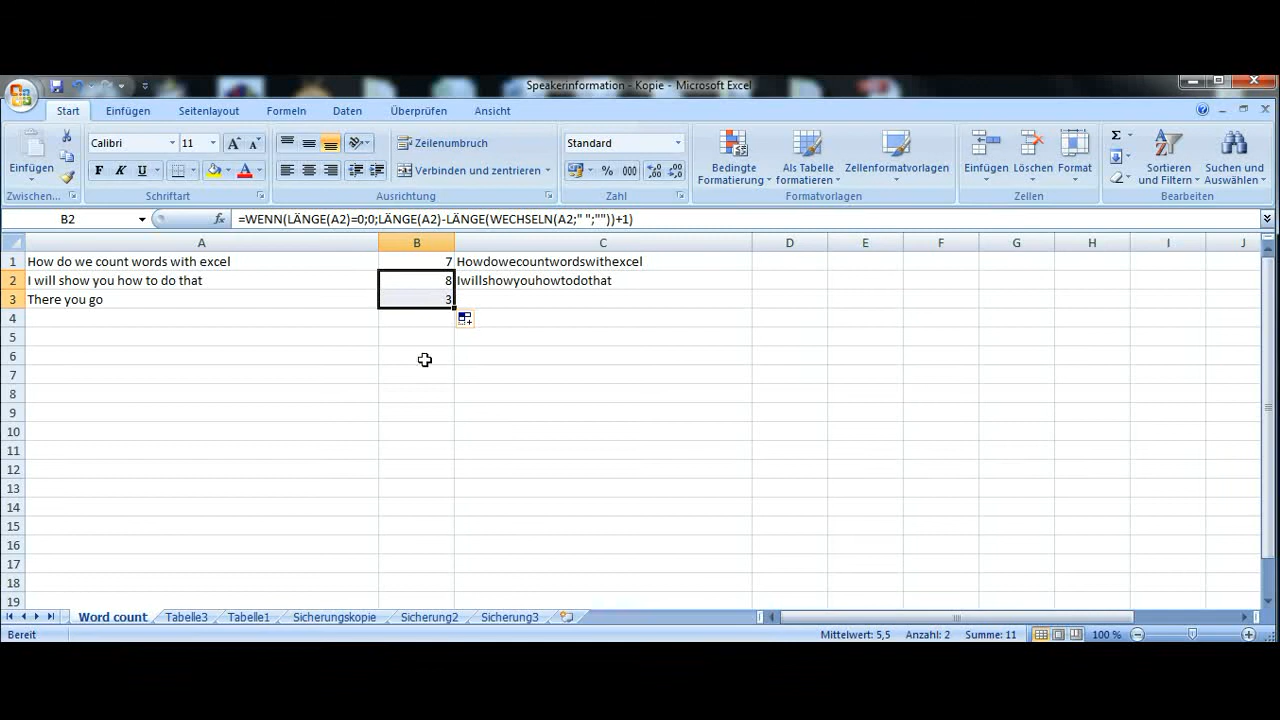 Speakerinformation - Kopie - Microsoft Excel
Start Einfügen Seitenlayout Formeln Daten Überprüfen Ansicht
Calibri 11 Zeilenumbruch Standard
Einfügen F K U Verbinden und zentrieren % 000 Bedingte Formatierung Als Tabelle formatieren Zellenformatvorlagen Einfügen Löschen Format Sortieren und Filtern Suchen und Auswählen
Zwischen... Schriftart Ausrichtung Zahl Formatvorlagen Zellen Bearbeiten
B2 fx =WENN(LÄNGE(A2)=0;0;LÄNGE(A2)-LÄNGE(WECHSELN(A2;" ";""))+1)
A B C D E F G H I J
1 How do we count words with excel 7 Howdowecountwordswithexcel
2 I will show you how to do that 8 Iwillshowyouhowtodothat
3 There you go 3
4
5
6
7
8
9
10
11
12
13
14
15
16
17
18
19
Word count Tabelle3 Tabelle1 Sicherungskopie Sicherung2 Sicherung3
Bereit Mittelwert: 5,5 Anzahl: 2 Summe: 11 100 %